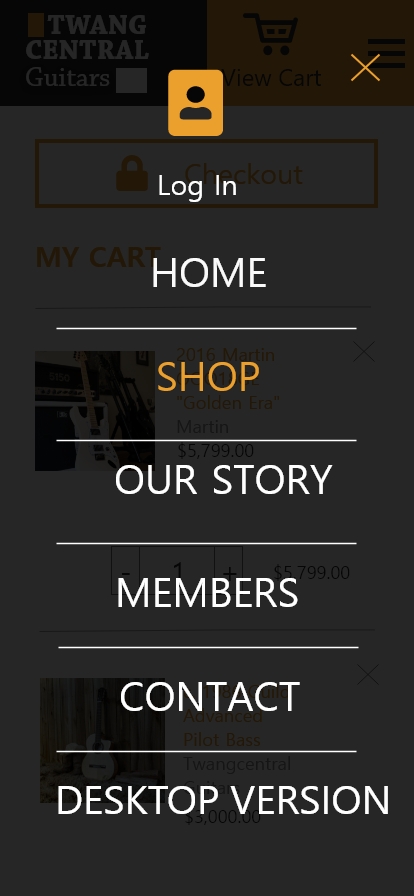 TWANG
CENTRAL
Guitars
View Cart
Checkout
Log In
MY CART
HOME
2016 Martin
SHOP
"Golden Era"
Martin
$5,799.00
OUR STORY
- 1 + $5,799.00
MEMBERS
CONTACT
Advanced
Pilot Bass
Twangcentral
DESKTOP VERSION
$3,000.00